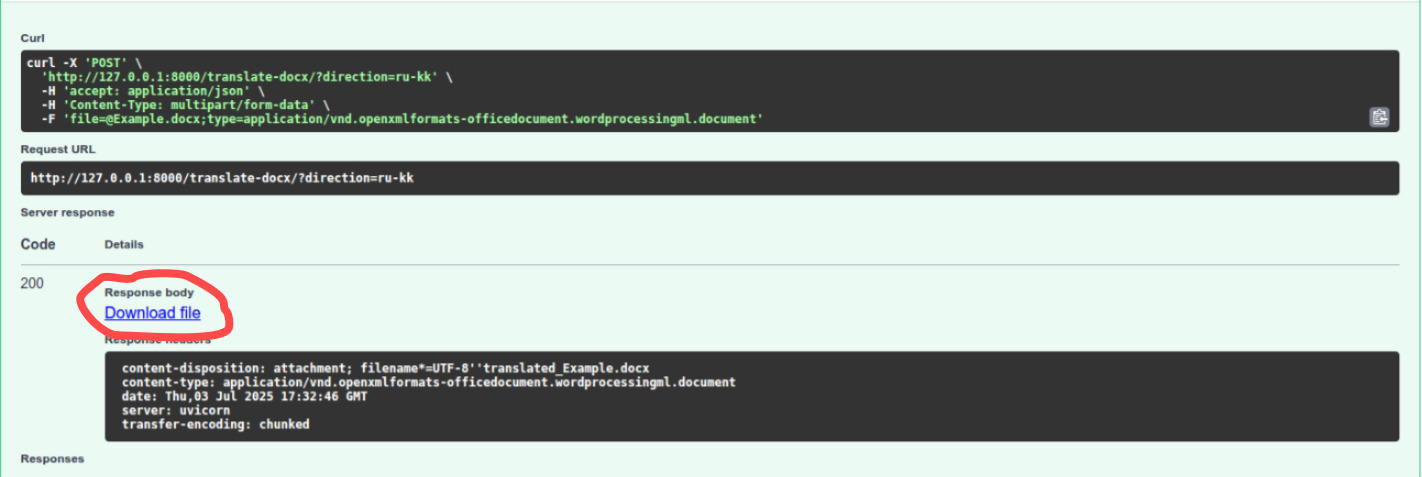 Curl
curl -X 'POST' \
  'http://127.0.0.1:8000/translate-docx/?direction=ru-kk' \
  -H 'accept: application/json' \
  -H 'Content-Type: multipart/form-data' \
  -F 'file=@Example.docx;type=application/vnd.openxmlformats-officedocument.wordprocessingml.document'
Request URL
http://127.0.0.1:8000/translate-docx/?direction=ru-kk
Server response
Code Details
200
Response body
Download file
Response headers
content-disposition: attachment; filename*=UTF-8''translated_Example.docx
content-type: application/vnd.openxmlformats-officedocument.wordprocessingml.document
date: Thu,03 Jul 2025 17:32:46 GMT
server: uvicorn
transfer-encoding: chunked
Responses